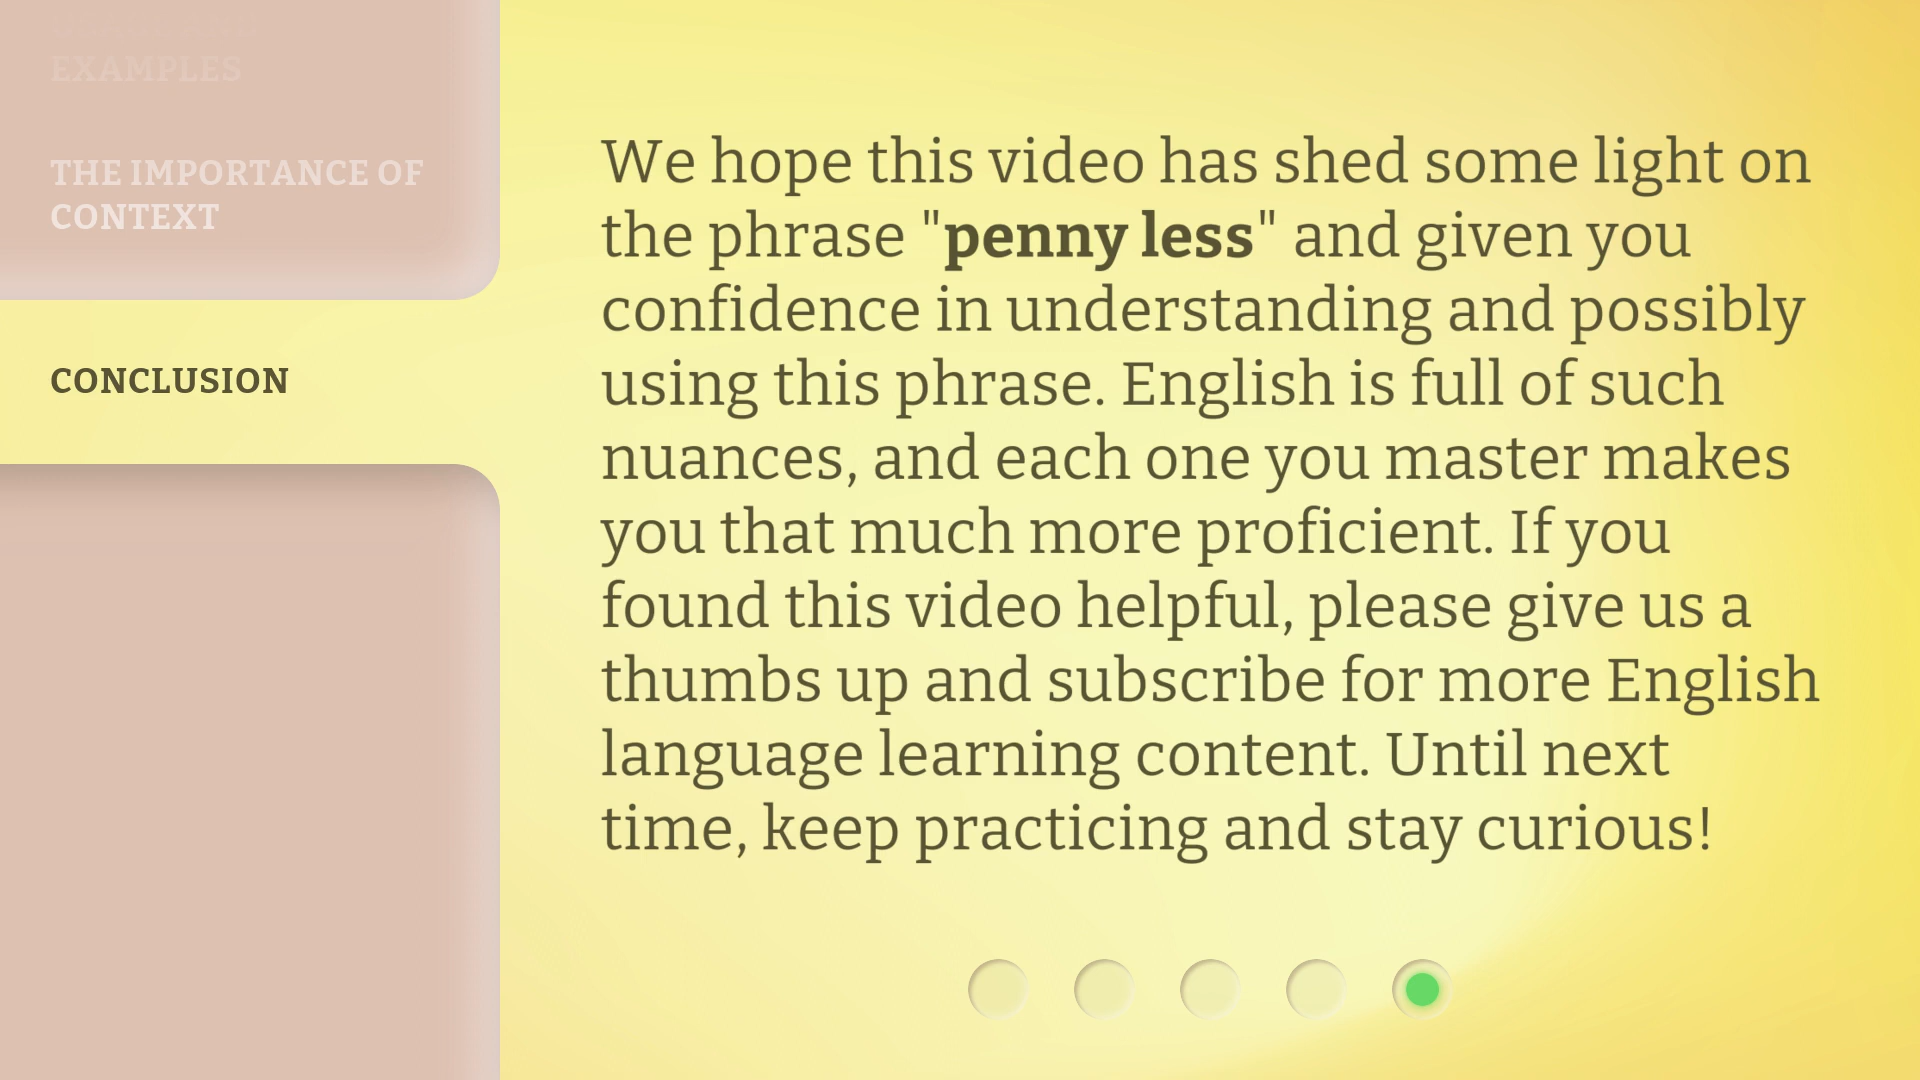 EXAMPLES
THE IMPORTANCE OF
CONTEXT
CONCLUSION
We hope this video has shed some light on
the phrase "penny less" and given you
confidence in understanding and possibly
using this phrase. English is full of such
nuances, and each one you master makes
you that much more proficient. If you
found this video helpful, please give us a
thumbs up and subscribe for more English
language learning content. Until next
time, keep practicing and stay curious!